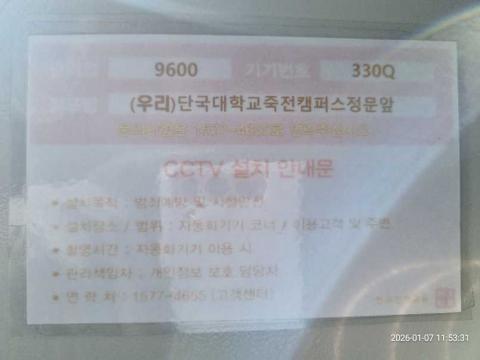 9600 기기번호 330Q
(우리)단국대학교죽전캠퍼스정문앞
CCTV 설치 안내문
• 설치목적 : 범죄예방 및 시설안전
• 설치장소 / 범위 : 자동화기기 코너 / 이용고객 및 주변
• 촬영시간 : 자동화기기 이용 시
• 관리책임자 : 개인정보 보호 담당자
• 연 락 처 : 1577-4655 (고객센터)
2026-01-07 11:53:31